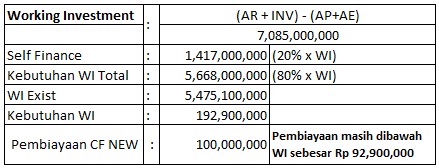 Working Investment : (AR + INV) - (AP+AE)
7,085,000,000
Self Finance : 1,417,000,000 (20% x WI)
Kebutuhan WI Total : 5,668,000,000 (80% x WI)
WI Exist : 5,475,100,000
Kebutuhan WI : 192,900,000
Pembiayaan CF NEW : 100,000,000 Pembiayaan masih dibawah
WI sebesar Rp 92,900,000